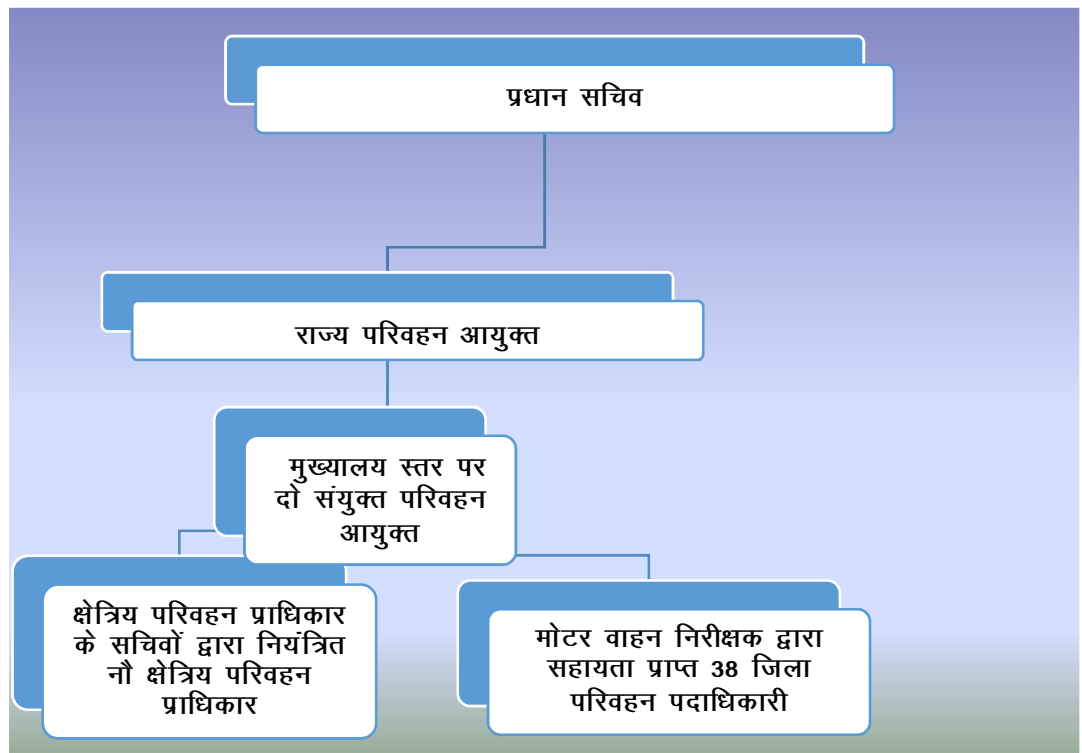 प्रधान सचिव
राज्य परिवहन आयुक्त
मुख्यालय स्तर पर
दो संयुक्त परिवहन
आयुक्त
क्षेत्रिय परिवहन प्राधिकार
के सचिवों द्वारा नियंत्रित
नौ क्षेत्रिय परिवहन
प्राधिकार
मोटर वाहन निरीक्षक द्वारा
सहायता प्राप्त 38 जिला
परिवहन पदाधिकारी